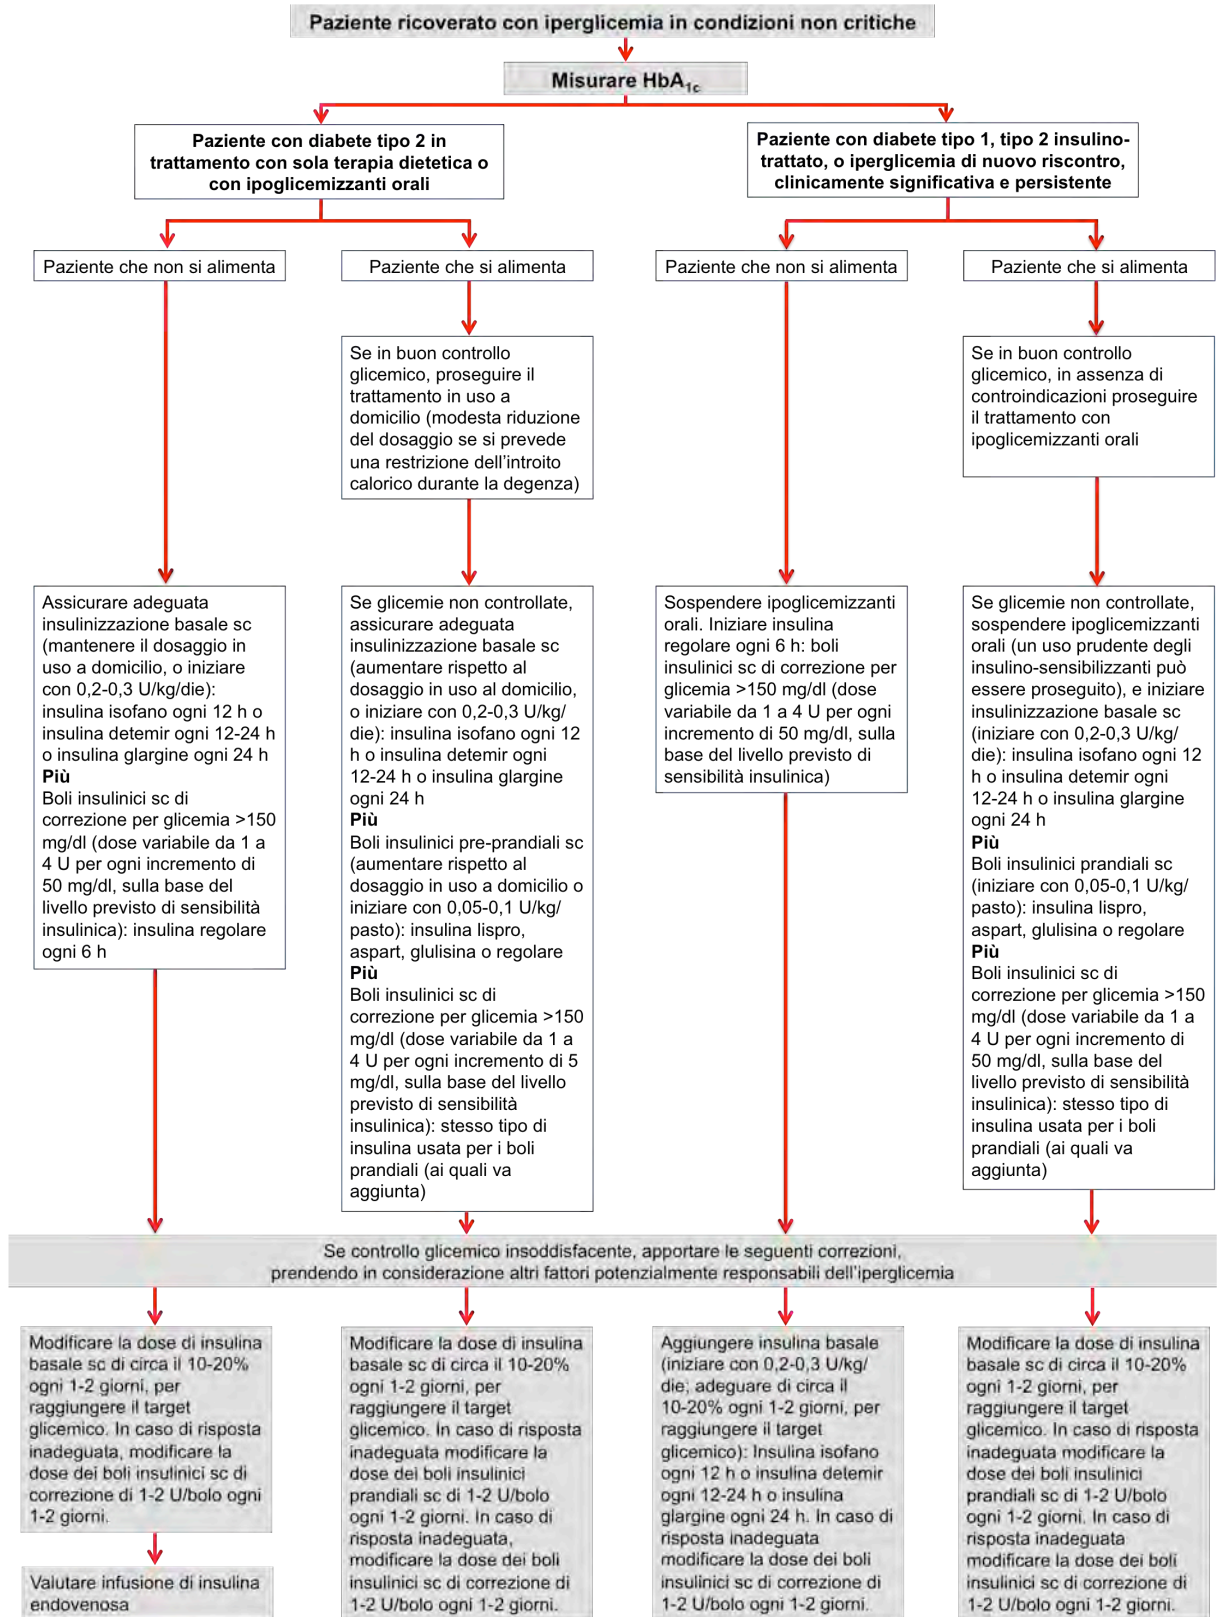 Paziente ricoverato con iperglicemia in condizioni non critiche
Misurare HbA1c
Paziente con diabete tipo 2 in
trattamento con sola terapia dietetica o
con ipoglicemizzanti orali
Paziente con diabete tipo 1, tipo 2 insulino-
trattato, o iperglicemia di nuovo riscontro,
clinicamente significativa e persistente
Paziente che non si alimenta
Paziente che si alimenta
Paziente che non si alimenta
Paziente che si alimenta
Se in buon controllo
glicemico, proseguire il
trattamento in uso a
domicilio (modesta riduzione
del dosaggio se si prevede
una restrizione dell'introito
calorico durante la degenza)
Se in buon controllo
glicemico, in assenza di
controindicazioni proseguire
il trattamento con
ipoglicemizzanti orali
Assicurare adeguata
insulinizzazione basale sc
(mantenere il dosaggio in
uso a domicilio, o iniziare
con 0,2-0,3 U/kg/die):
insulina isofano ogni 12 h o
insulina detemir ogni 12-24 h
o insulina glargine ogni 24 h
Più
Boli insulinici sc di
correzione per glicemia >150
mg/dl (dose variabile da 1 a
4 U per ogni incremento di
50 mg/dl, sulla base del
livello previsto di sensibilità
insulinica): insulina regolare
ogni 6 h
Se glicemie non controllate,
assicurare adeguata
insulinizzazione basale sc
(aumentare rispetto al
dosaggio in uso al domicilio,
o iniziare con 0,2-0,3 U/kg/
die): insulina isofano ogni 12
h o insulina detemir ogni
12-24 h o insulina glargine
ogni 24 h
Più
Boli insulinici pre-prandiali sc
(aumentare rispetto al
dosaggio in uso a domicilio o
iniziare con 0,05-0,1 U/kg/
pasto): insulina lispro,
aspart, glulisina o regolare
Più
Boli insulinici sc di
correzione per glicemia >150
mg/dl (dose variabile da 1 a
4 U per ogni incremento di 5
mg/dl, sulla base del livello
previsto di sensibilità
insulinica): stesso tipo di
insulina usata per i boli
prandiali (ai quali va
aggiunta)
Sospendere ipoglicemizzanti
orali. Iniziare insulina
regolare ogni 6 h: boli
insulinici sc di correzione per
glicemia >150 mg/dl (dose
variabile da 1 a 4 U per ogni
incremento di 50 mg/dl, sulla
base del livello previsto di
sensibilità insulinica)
Se glicemie non controllate,
sospendere ipoglicemizzanti
orali (un uso prudente degli
insulino-sensibilizzanti può
essere proseguito), e iniziare
insulinizzazione basale sc
(iniziare con 0,2-0,3 U/kg/
die): insulina isofano ogni 12
h o insulina detemir ogni
12-24 h o insulina glargine
ogni 24 h
Più
Boli insulinici prandiali sc
(iniziare con 0,05-0,1 U/kg/
pasto): insulina lispro,
aspart, glulisina o regolare
Più
Boli insulinici sc di
correzione per glicemia >150
mg/dl (dose variabile da 1 a
4 U per ogni incremento di
50 mg/dl, sulla base del
livello previsto di sensibilità
insulinica): stesso tipo di
insulina usata per i boli
prandiali (ai quali va
aggiunta)
Se controllo glicemico insoddisfacente, apportare le seguenti correzioni,
prendendo in considerazione altri fattori potenzialmente responsabili dell'iperglicemia
Modificare la dose di insulina
basale sc di circa il 10-20%
ogni 1-2 giorni, per
raggiungere il target
glicemico. In caso di risposta
inadeguata, modificare la
dose dei boli insulinici sc di
correzione di 1-2 U/bolo ogni
1-2 giorni.
Valutare infusione di insulina
endovenosa
Modificare la dose di insulina
basale sc di circa il 10-20%
ogni 1-2 giorni, per
raggiungere il target
glicemico. In caso di risposta
inadeguata modificare la
dose dei boli insulinici
prandiali sc di 1-2 U/bolo
ogni 1-2 giorni. In caso di
risposta inadeguata,
modificare la dose dei boli
insulinici sc di correzione di
1-2 U/bolo ogni 1-2 giorni.
Aggiungere insulina basale
(iniziare con 0,2-0,3 U/kg/
die; adeguare di circa il
10-20% ogni 1-2 giorni, per
raggiungere il target
glicemico): Insulina isofano
ogni 12 h o insulina detemir
ogni 12-24 h o insulina
glargine ogni 24 h. In caso di
risposta inadeguata
modificare la dose dei boli
insulinici sc di correzione di
1-2 U/bolo ogni 1-2 giorni.
Modificare la dose di insulina
basale sc di circa il 10-20%
ogni 1-2 giorni, per
raggiungere il target
glicemico. In caso di risposta
inadeguata modificare la
dose dei boli insulinici
prandiali sc di 1-2 U/bolo
ogni 1-2 giorni. In caso di
risposta inadeguata
modificare la dose dei boli
insulinici sc di correzione di
1-2 U/bolo ogni 1-2 giorni.